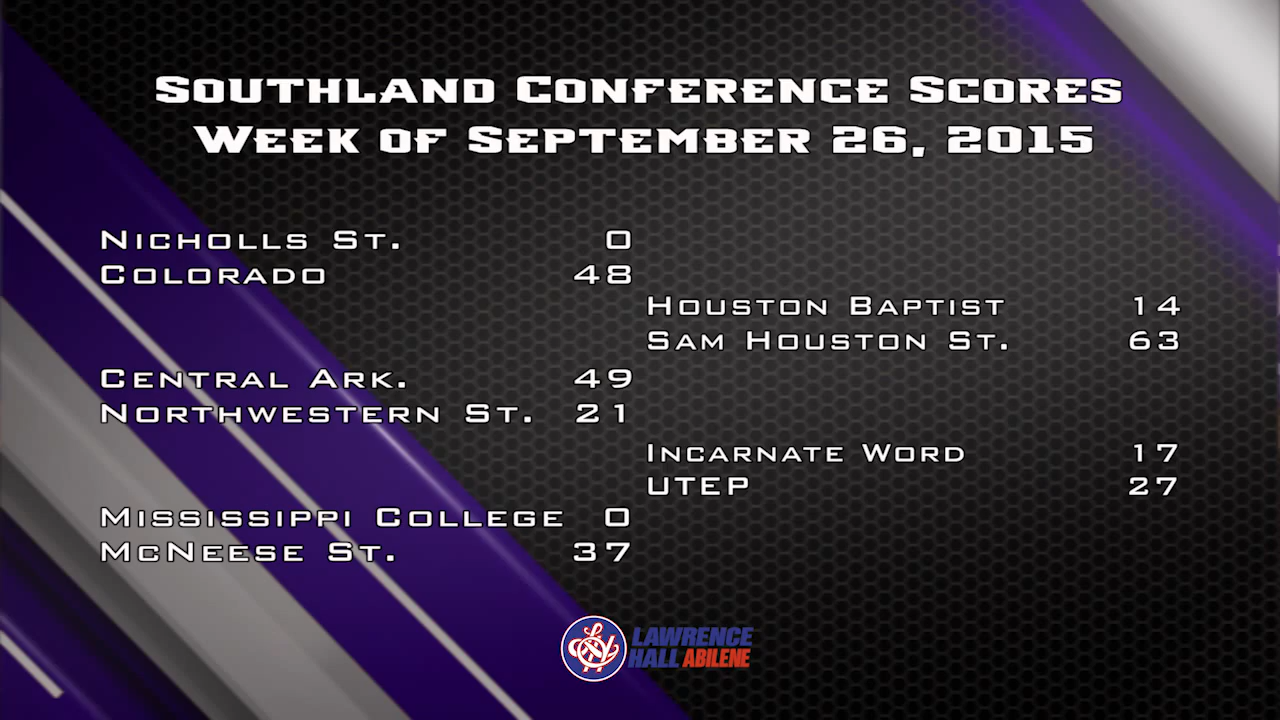 Southland Conference Scores
Week of September 26, 2015
Nicholls St. 0
Colorado 48
Houston Baptist 14
Sam Houston St. 63
Central Ark. 49
Northwestern St. 21
Incarnate Word 17
UTEP 27
Mississippi College 0
McNeese St. 37
LAWRENCE
HALL ABILENE